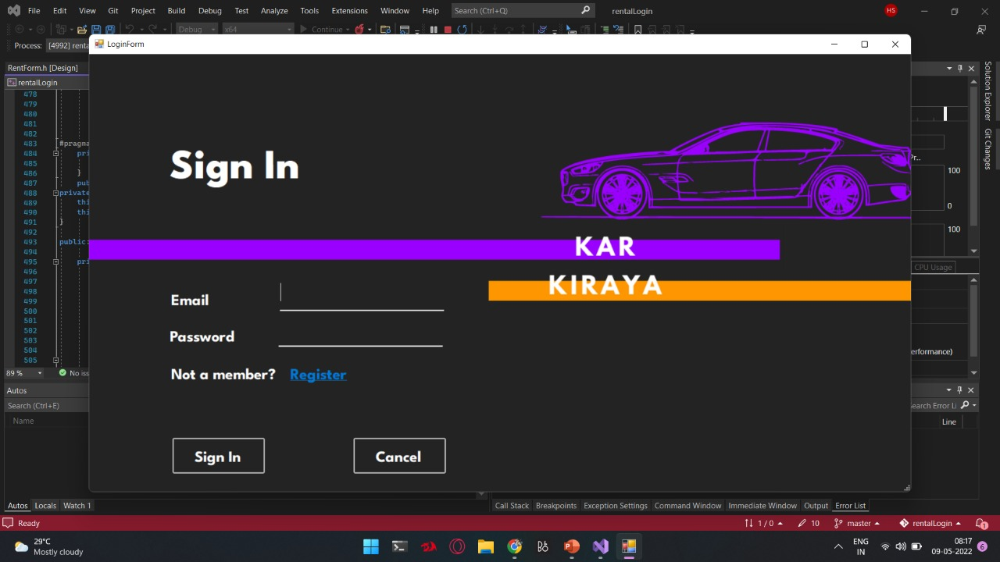 File Edit View Git Project Build Debug Test Analyze Tools Extensions Window Help Search (Ctrl+Q) rentalLogin HS
Debug x64 Continue
Process: [4992] renta
LoginForm
RentForm.h [Design]
rentalLogin
478
479
480
481
482
483 #pragma
484 pri
485
486 }
487 pub
488 private
489 thi
490 thi
491 }
492
493 public:
494
495 pri
496
497
498
499
500
501
502
503
504
505
89 % No iss
Sign In
KAR
KIRAYA
Email
Password
Not a member? Register
Sign In Cancel
Solution Explorer
Git Changes
Pr...
100
0
100
CPU Usage
erformance)
Autos
Search (Ctrl+E)
Name
earch Error Li
Line
Autos Locals Watch 1
Call Stack Breakpoints Exception Settings Command Window Immediate Window Output Error List
Ready 1 / 0 10 master rentalLogin 1
29°C
Mostly cloudy
ENG
IN
08:17
09-05-2022
6